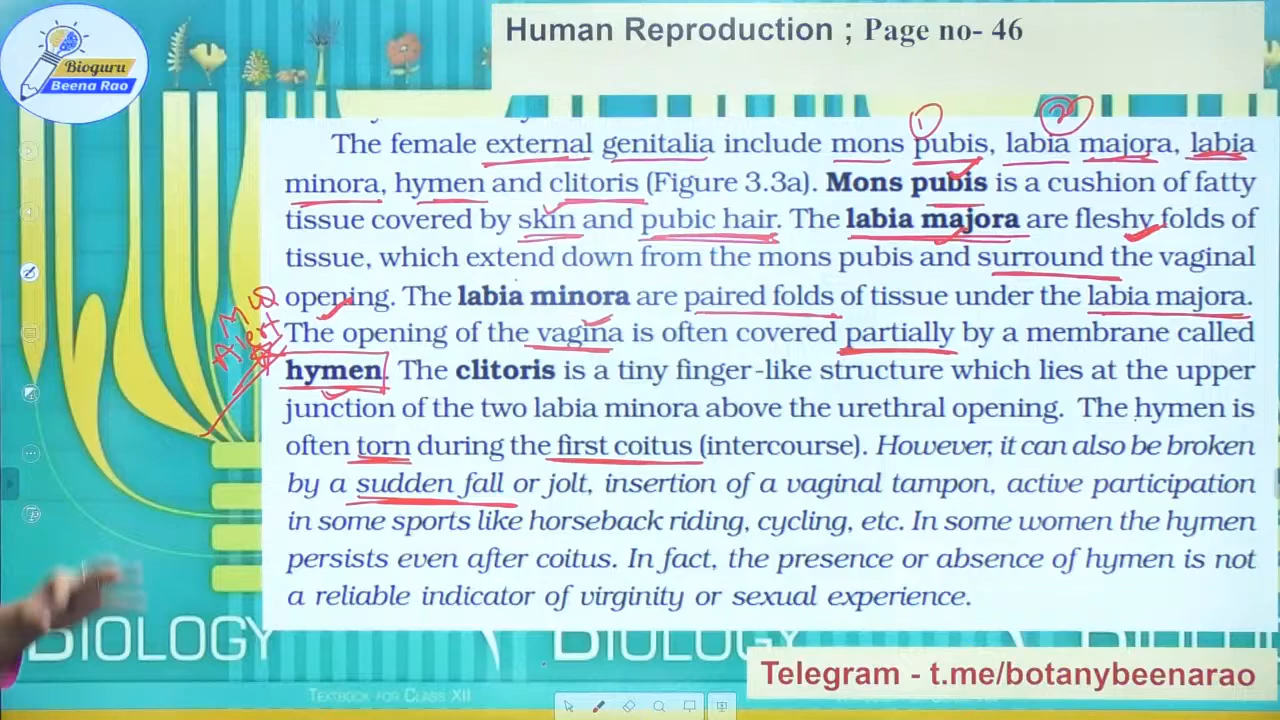 Human Reproduction ; Page no- 46
Bioguru
Beena Rao
1
2
The female external genitalia include mons pubis, labia majora, labia
minora, hymen and clitoris (Figure 3.3a). Mons pubis is a cushion of fatty
tissue covered by skin and pubic hair. The labia majora are fleshy folds of
tissue, which extend down from the mons pubis and surround the vaginal
opening. The labia minora are paired folds of tissue under the labia majora.
The opening of the vagina is often covered partially by a membrane called
hymen. The clitoris is a tiny finger-like structure which lies at the upper
junction of the two labia minora above the urethral opening. The hymen is
often torn during the first coitus (intercourse). However, it can also be broken
by a sudden fall or jolt, insertion of a vaginal tampon, active participation
in some sports like horseback riding, cycling, etc. In some women the hymen
persists even after coitus. In fact, the presence or absence of hymen is not
a reliable indicator of virginity or sexual experience.
Alert
BIOLOGY
BIOLOGY
TEXTBOOK FOR CLASS XII
Telegram - t.me/botanybeenarao